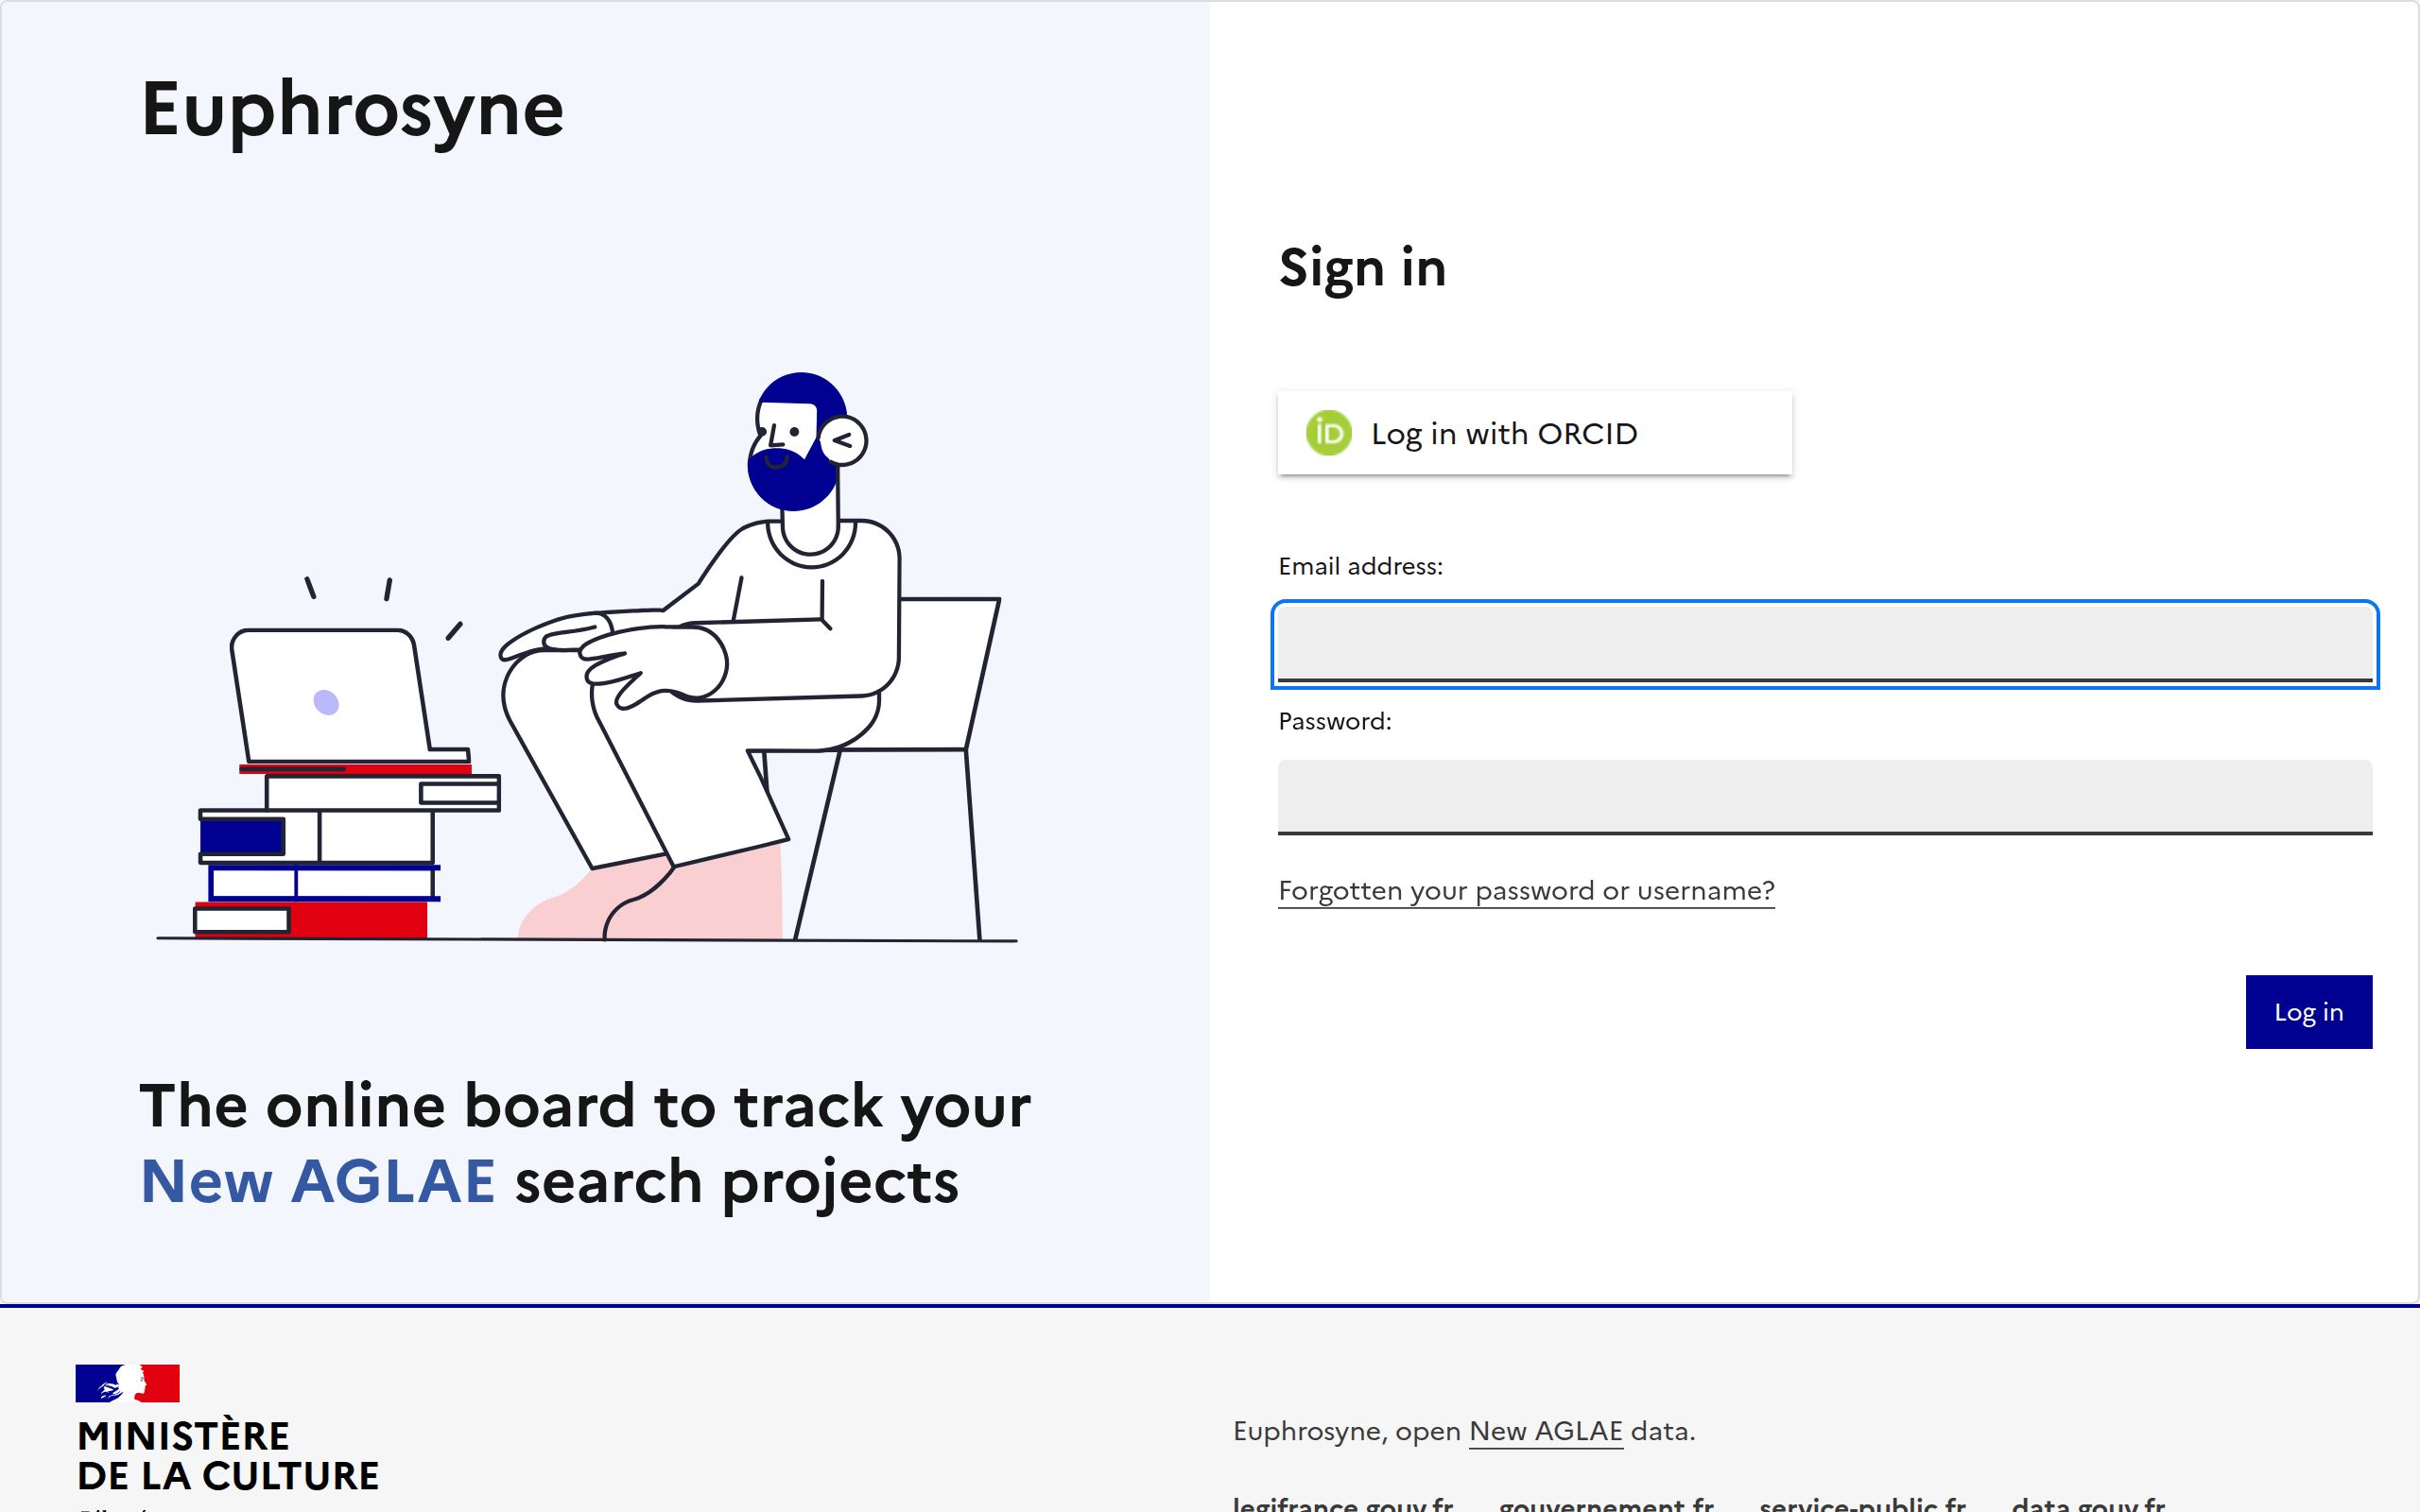 Euphrosyne
The online board to track your
New AGLAE search projects
Sign in
iD Log in with ORCID
Email address:
Password:
Forgotten your password or username?
Log in
MINISTÈRE
DE LA CULTURE
Euphrosyne, open New AGLAE data.
legifrance.gouv.fr gouvernement.fr service-public.fr data.gouv.fr